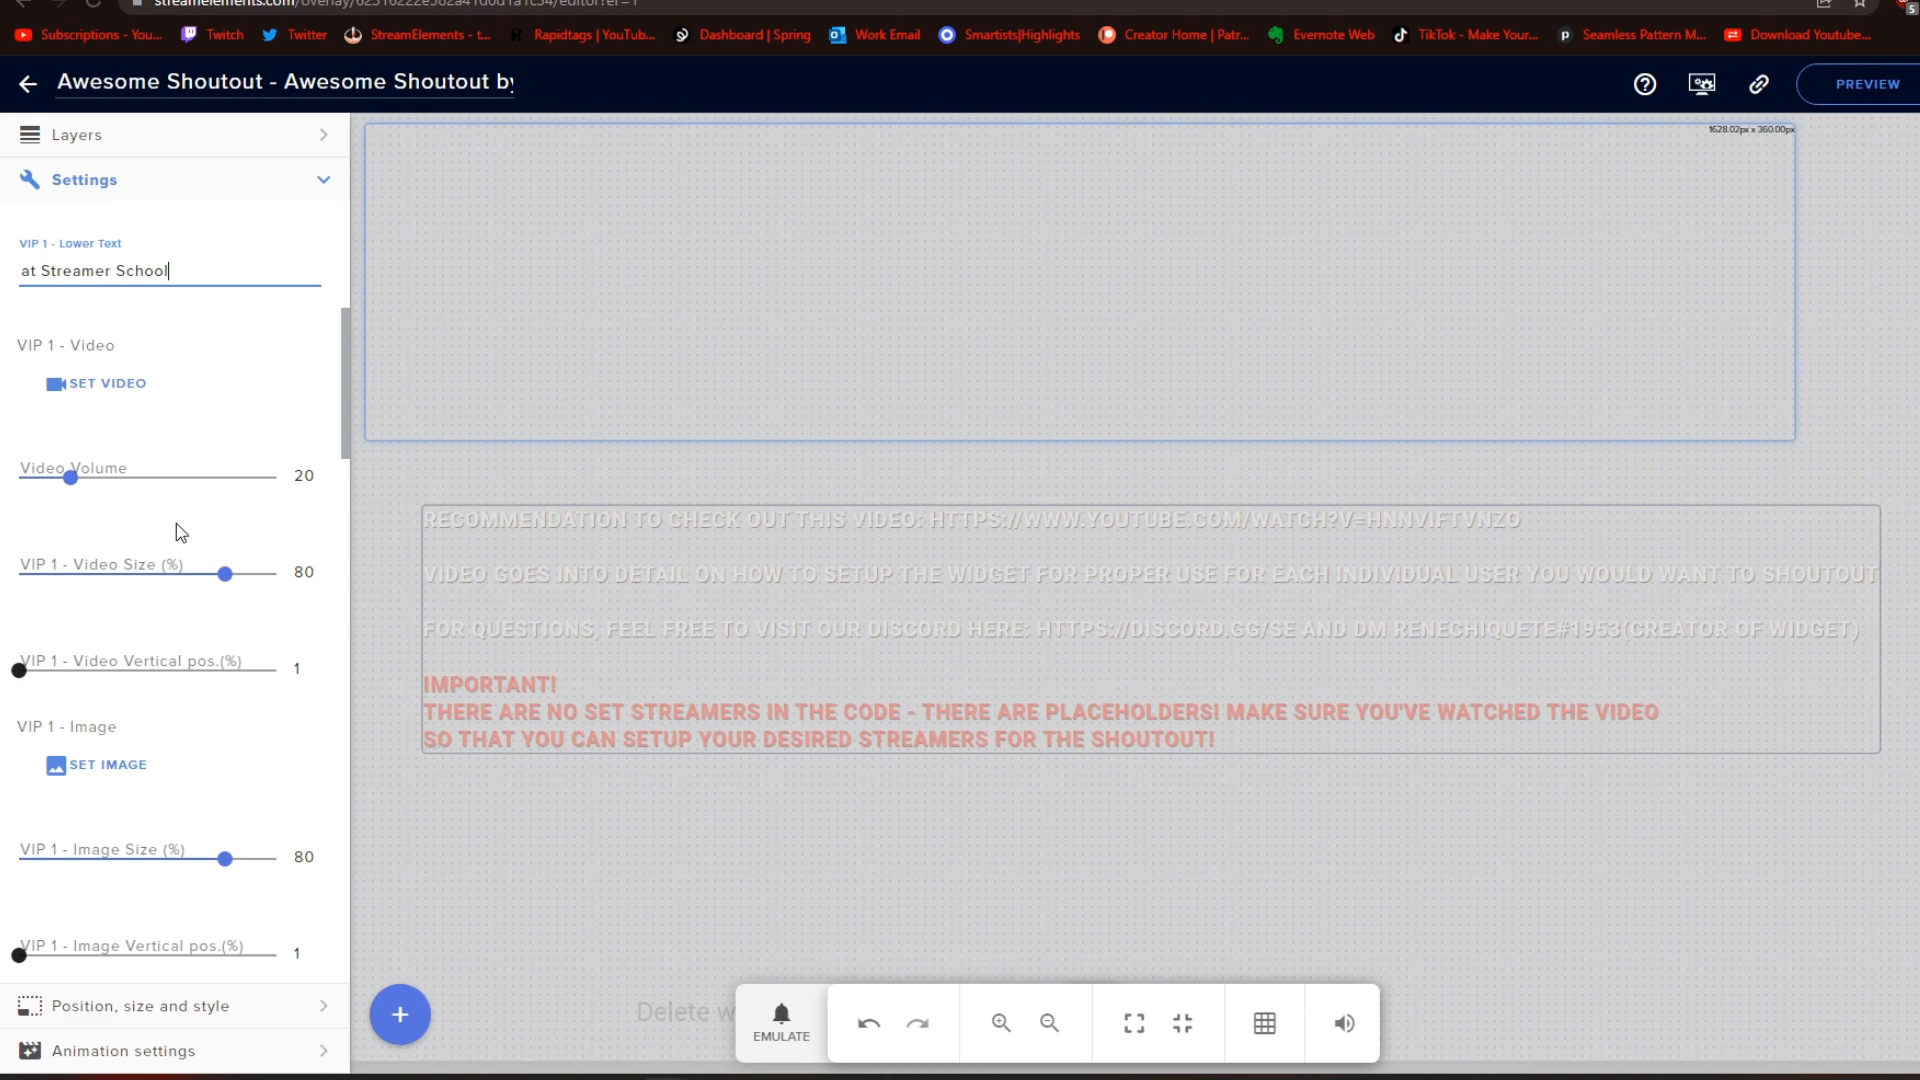 Subscriptions - You...
Twitch
Twitter
StreamElements - t...
Rapidtags | YouTub...
Dashboard | Spring
Work Email
Smartists|Highlights
Creator Home | Patr...
Evernote Web
TikTok - Make Your...
Seamless Pattern M...
Download Youtube...
5
Awesome Shoutout - Awesome Shoutout by
PREVIEW
Layers
Settings
VIP 1 - Lower Text
at Streamer School
VIP 1 - Video
SET VIDEO
Video Volume
20
VIP 1 - Video Size (%)
80
VIP 1 - Video Vertical pos.(%)
1
VIP 1 - Image
SET IMAGE
VIP 1 - Image Size (%)
80
VIP 1 - Image Vertical pos.(%)
1
Position, size and style
Animation settings
1628.02px x 360.00px
RECOMMENDATION TO CHECK OUT THIS VIDEO: HTTPS://WWW.YOUTUBE.COM/WATCH?V=HNNVIFTVNZO
VIDEO GOES INTO DETAIL ON HOW TO SETUP THE WIDGET FOR PROPER USE FOR EACH INDIVIDUAL USER YOU WOULD WANT TO SHOUTOUT
FOR QUESTIONS, FEEL FREE TO VISIT OUR DISCORD HERE: HTTPS://DISCORD.GG/SE AND DM RENECHIQUETE#1953(CREATOR OF WIDGET)
IMPORTANT!
THERE ARE NO SET STREAMERS IN THE CODE - THERE ARE PLACEHOLDERS! MAKE SURE YOU'VE WATCHED THE VIDEO
SO THAT YOU CAN SETUP YOUR DESIRED STREAMERS FOR THE SHOUTOUT!
Delete w
EMULATE